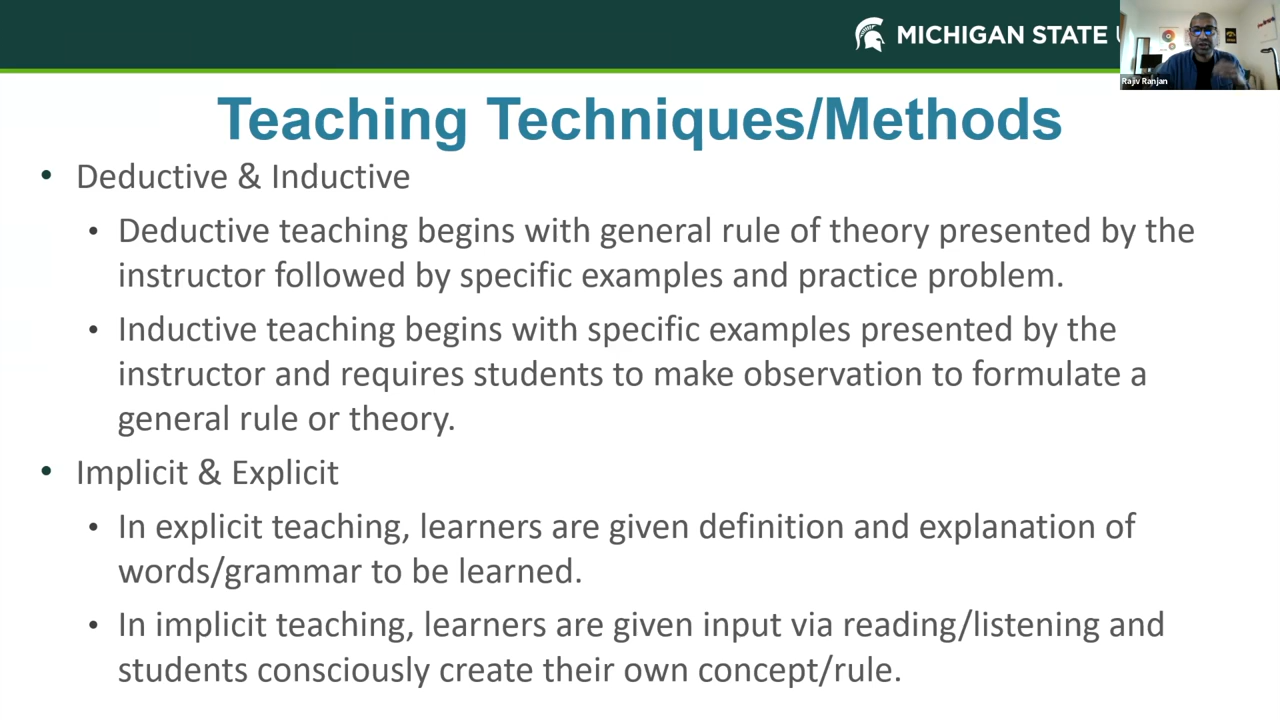 MICHIGAN STATE
Rajiv Ranjan
Teaching Techniques/Methods
• Deductive & Inductive
• Deductive teaching begins with general rule of theory presented by the
instructor followed by specific examples and practice problem.
• Inductive teaching begins with specific examples presented by the
instructor and requires students to make observation to formulate a
general rule or theory.
• Implicit & Explicit
• In explicit teaching, learners are given definition and explanation of
words/grammar to be learned.
• In implicit teaching, learners are given input via reading/listening and
students consciously create their own concept/rule.